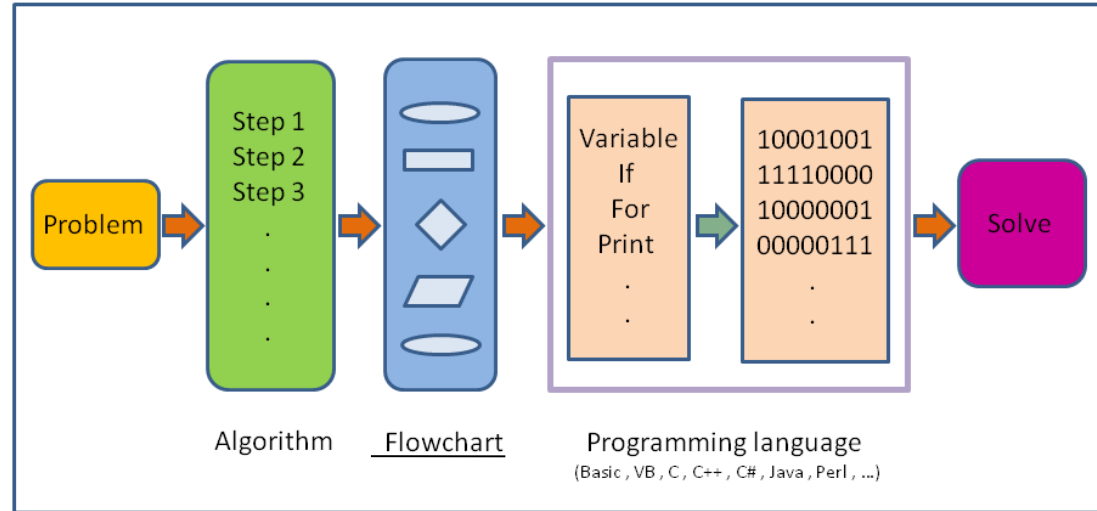 Problem
Step 1
Step 2
Step 3
.
.
.
.
Algorithm
Flowchart
Variable
If
For
Print
.
.
10001001
11110000
10000001
00000111
.
.
Programming language
(Basic , VB , C , C++ , C# , Java , Perl , ...)
Solve